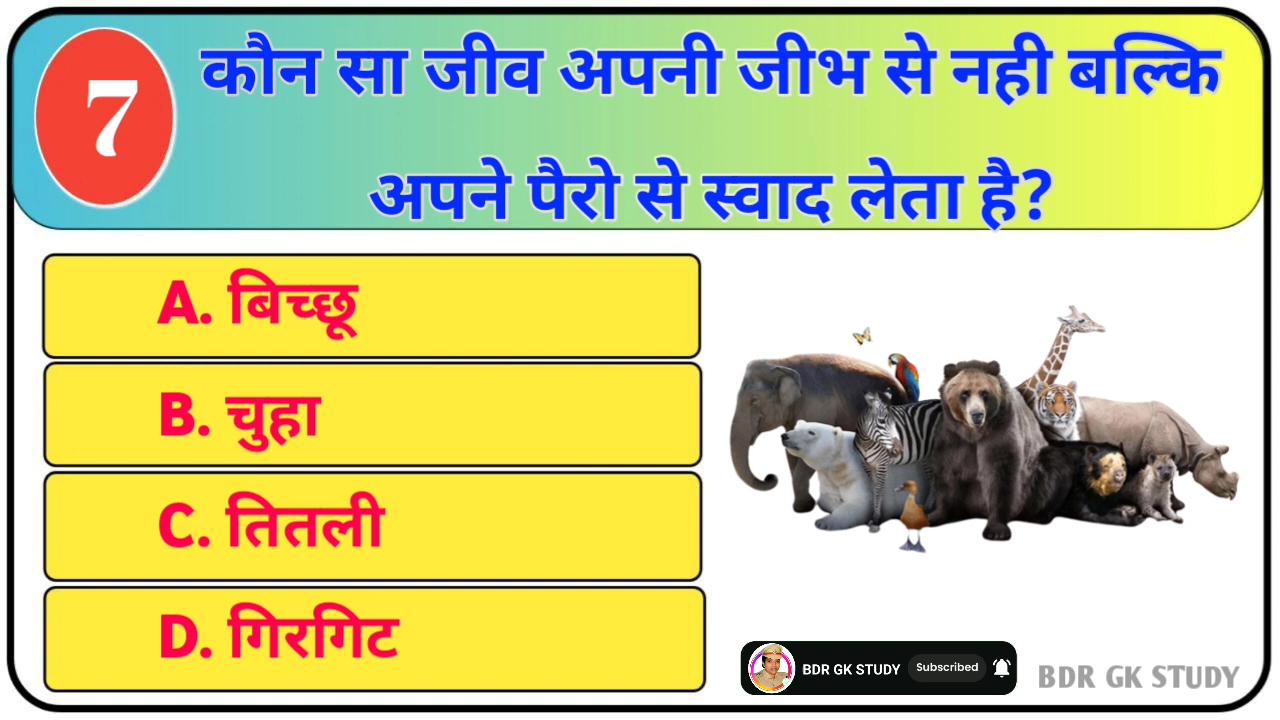 7
कौन सा जीव अपनी जीभ से नही बल्कि
अपने पैरो से स्वाद लेता है?
A. बिच्छू
B. चुहा
C. तितली
D. गिरगिट
BDR GK STUDY Subscribed
BDR GK STUDY